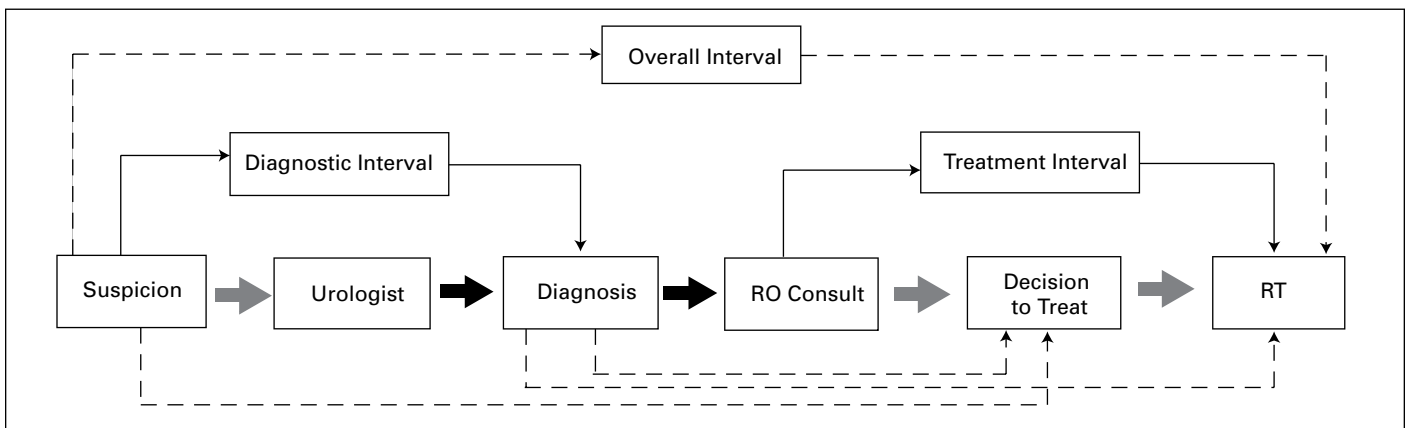 Overall Interval
Diagnostic Interval
Treatment Interval
Suspicion
Urologist
Diagnosis
RO Consult
Decision
to Treat
RT